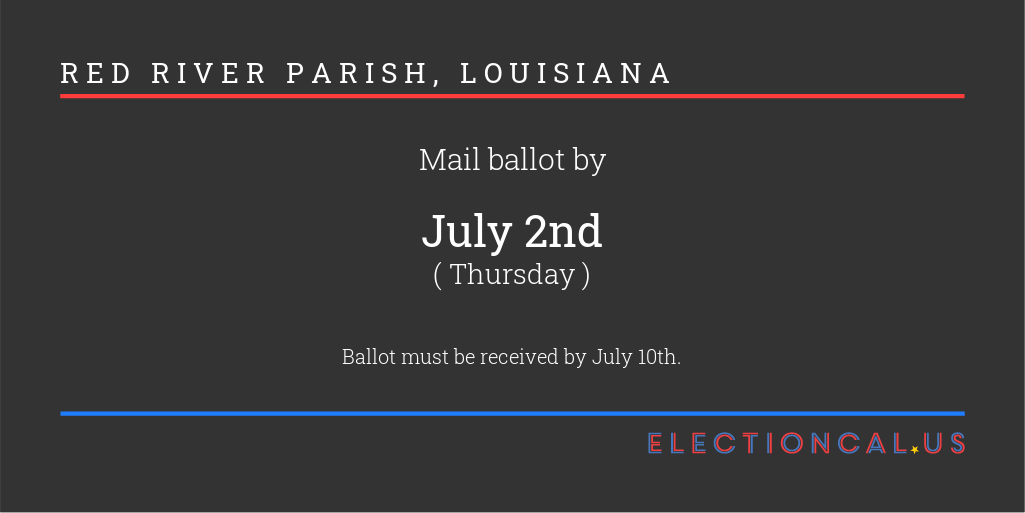 RED RIVER PARISH, LOUISIANA
Mail ballot by
July 2nd
( Thursday )
Ballot must be received by July 10th.
ELECTIONCAL.US